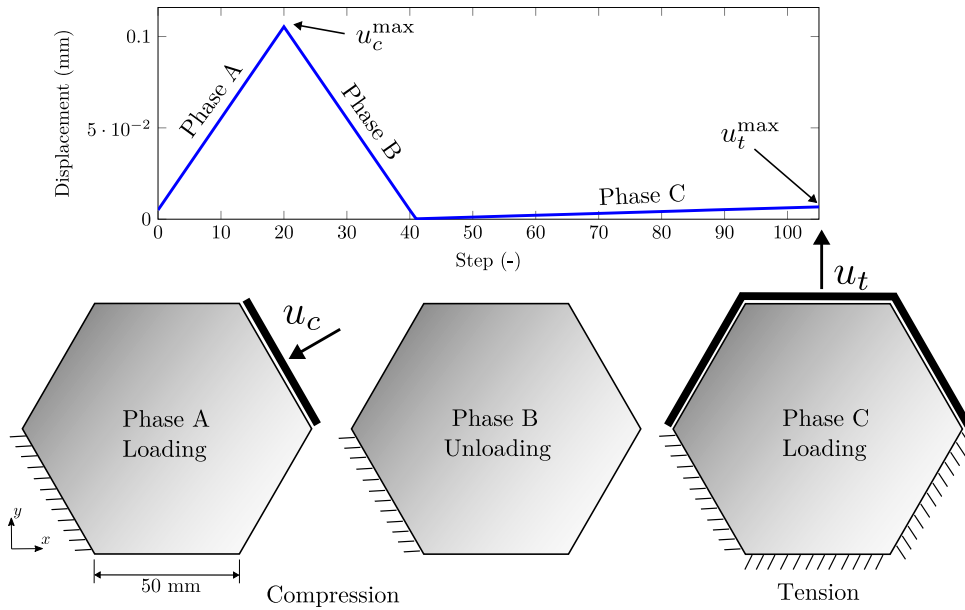 Displacement (mm)
0.1
5 · 10⁻²
0
Phase A
Phase B
Phase C
u_c^max
u_t^max
0 10 20 30 40 50 60 70 80 90 100
Step (-)
u_c
u_t
Phase A
Loading
Phase B
Unloading
Phase C
Loading
y
x
50 mm
Compression
Tension